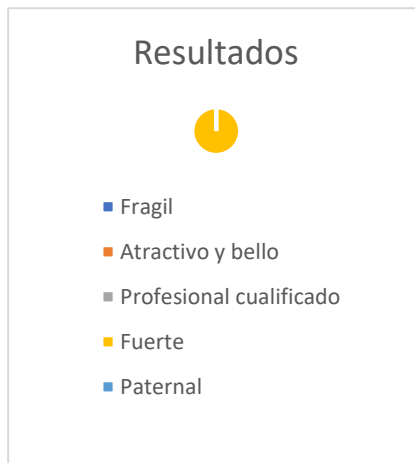 Resultados
Fragil
Atractivo y bello
Profesional cualificado
Fuerte
Paternal